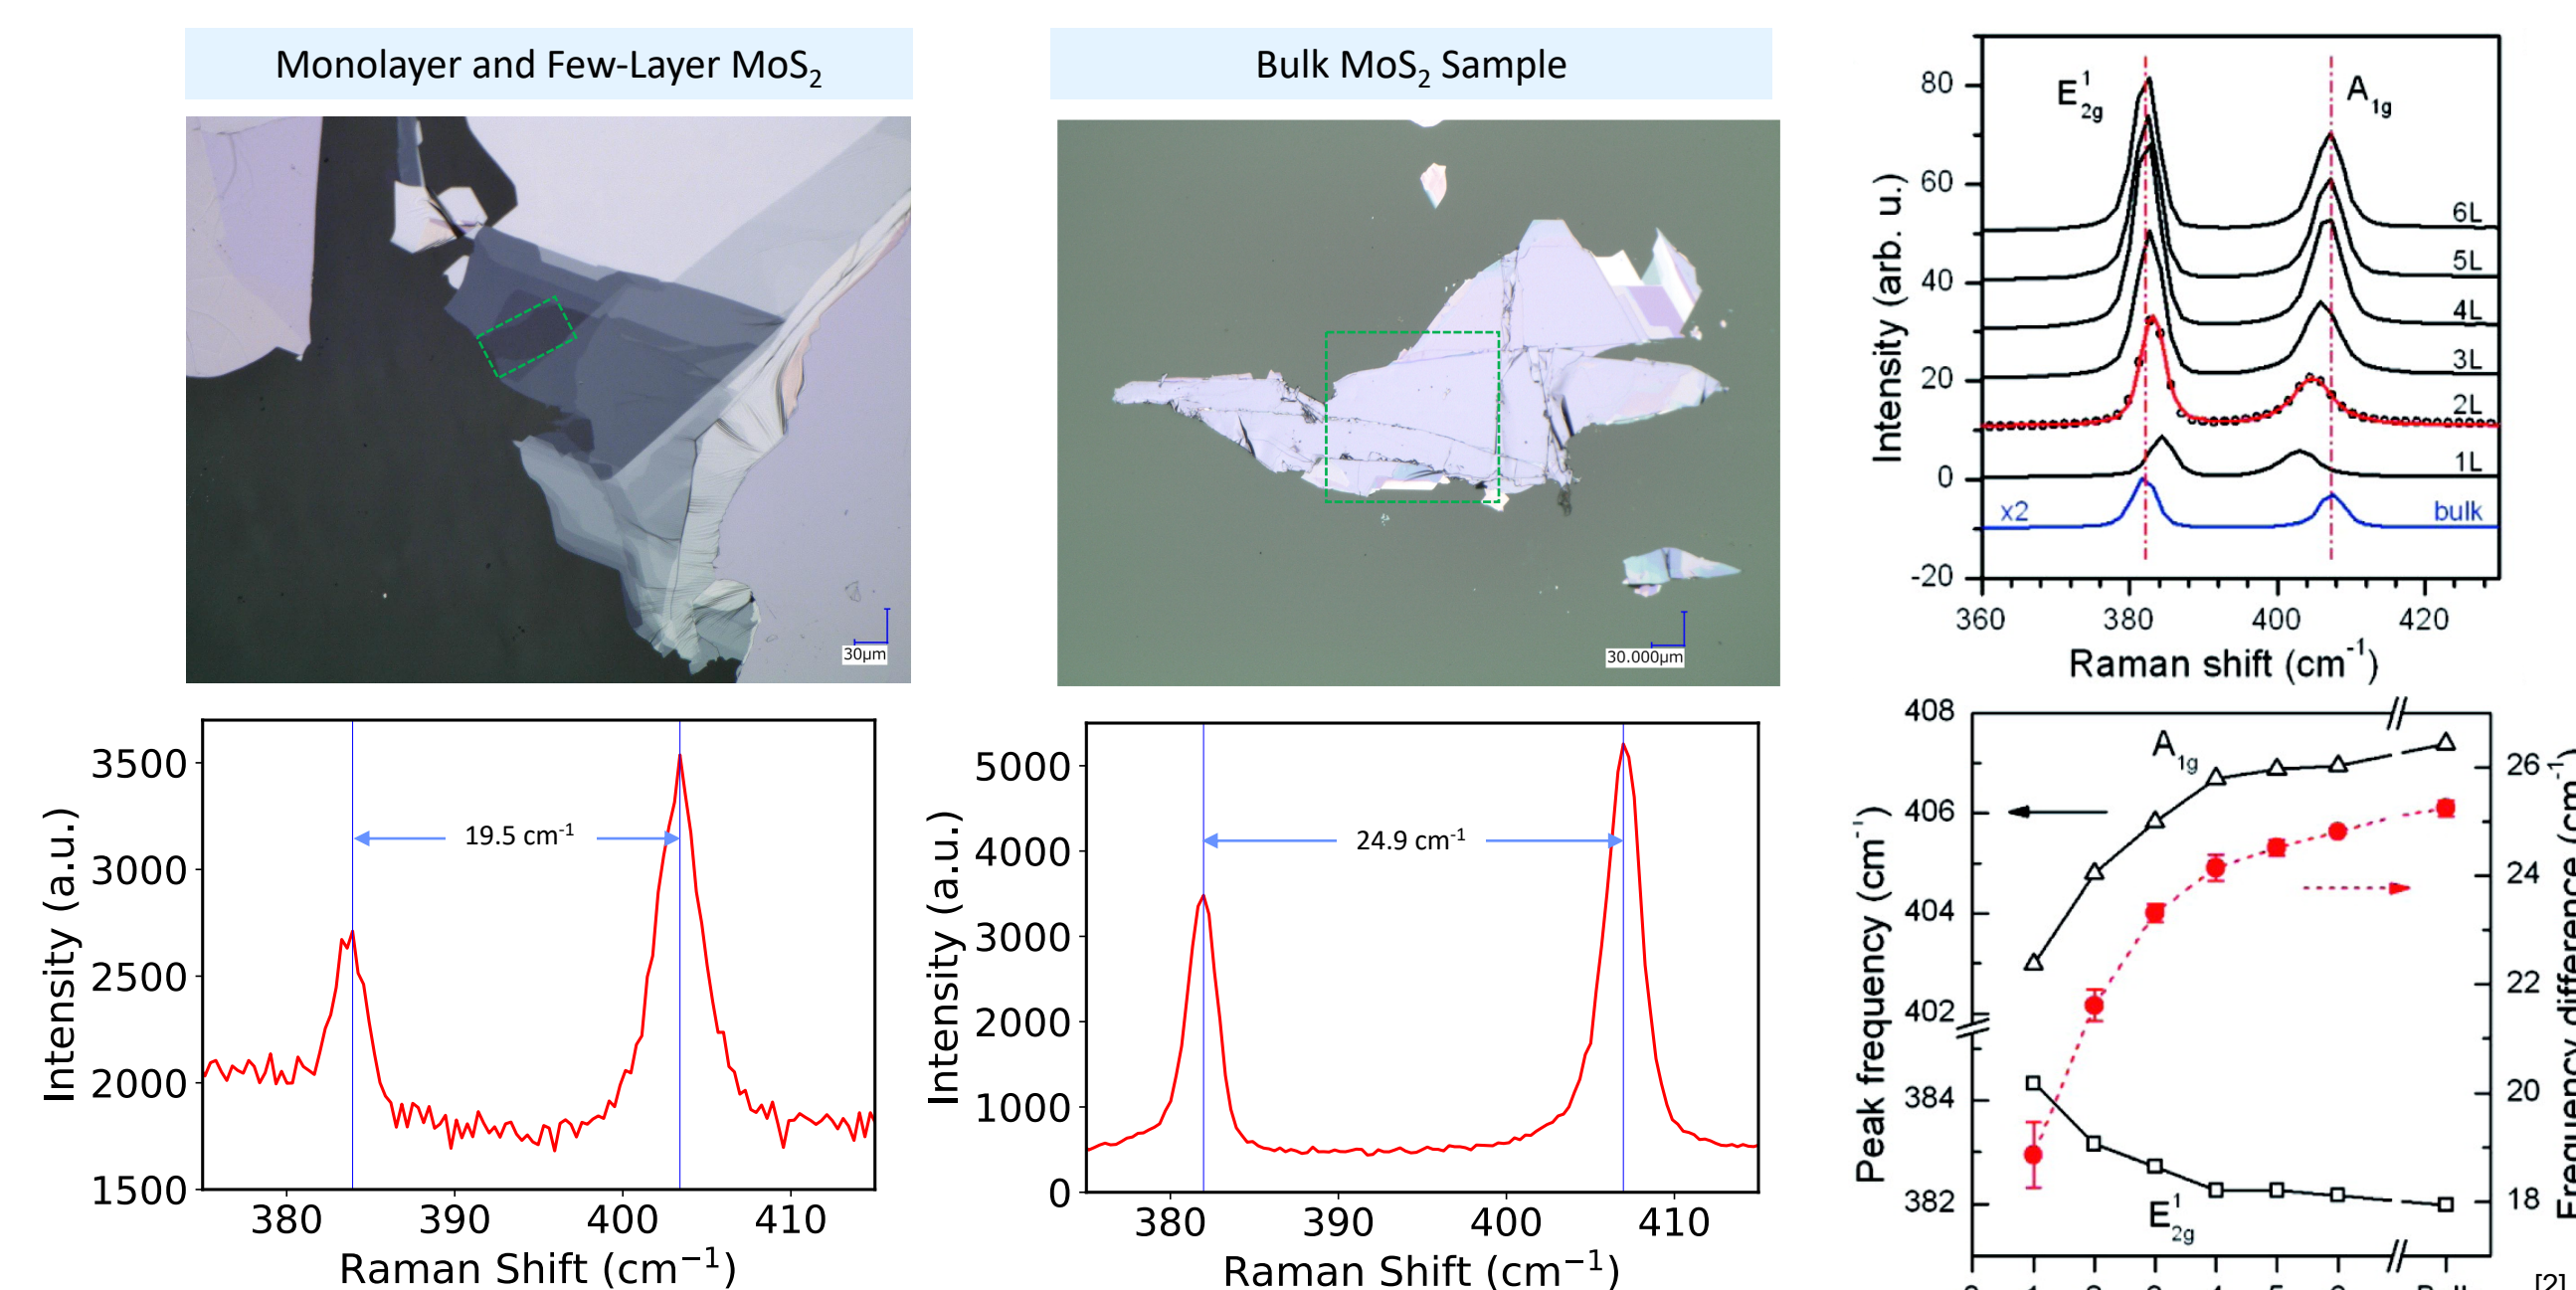 Monolayer and Few-Layer MoS2
Bulk MoS2 Sample
30µm
30.000µm
3500
3000
2500
2000
1500
380 390 400 410
Intensity (a.u.)
Raman Shift (cm−1)
19.5 cm-1
5000
4000
3000
2000
1000
0
380 390 400 410
Intensity (a.u.)
Raman Shift (cm−1)
24.9 cm-1
80
60
40
20
0
-20
360 380 400 420
Intensity (arb. u.)
Raman shift (cm-1)
E12g
A1g
6L
5L
4L
3L
2L
1L
x2 bulk
408
406
404
402
384
382
Peak frequency (cm-1)
A1g
E12g
26
24
22
20
18
Frequency difference (cm-1)
[2]